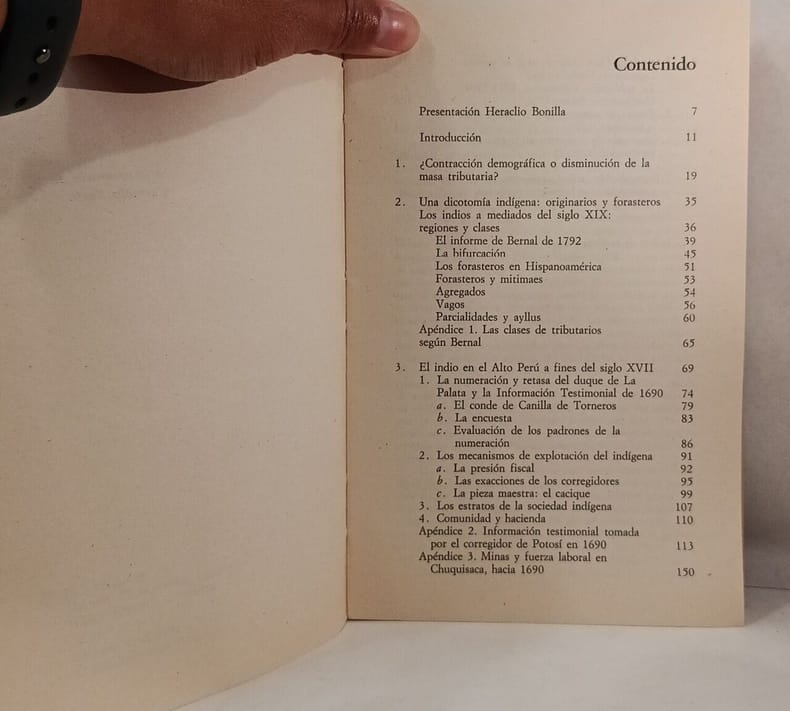 Contenido
Presentación Heraclio Bonilla 7
Introducción 11
1. ¿Contracción demográfica o disminución de la
masa tributaria? 19
2. Una dicotomía indígena: originarios y forasteros 35
Los indios a mediados del siglo XIX:
regiones y clases 36
El informe de Bernal de 1792 39
La bifurcación 45
Los forasteros en Hispanoamérica 51
Forasteros y mitimaes 53
Agregados 54
Vagos 56
Parcialidades y ayllus 60
Apéndice 1. Las clases de tributarios
según Bernal 65
3. El indio en el Alto Perú a fines del siglo XVII 69
1. La numeración y retasa del duque de La
Palata y la Información Testimonial de 1690 74
a. El conde de Canilla de Torneros 79
b. La encuesta 83
c. Evaluación de los padrones de la
numeración 86
2. Los mecanismos de explotación del indígena 91
a. La presión fiscal 92
b. Las exacciones de los corregidores 95
c. La pieza maestra: el cacique 99
3. Los estratos de la sociedad indígena 107
4. Comunidad y hacienda 110
Apéndice 2. Información testimonial tomada
por el corregidor de Potosí en 1690 113
Apéndice 3. Minas y fuerza laboral en
Chuquisaca, hacia 1690 150